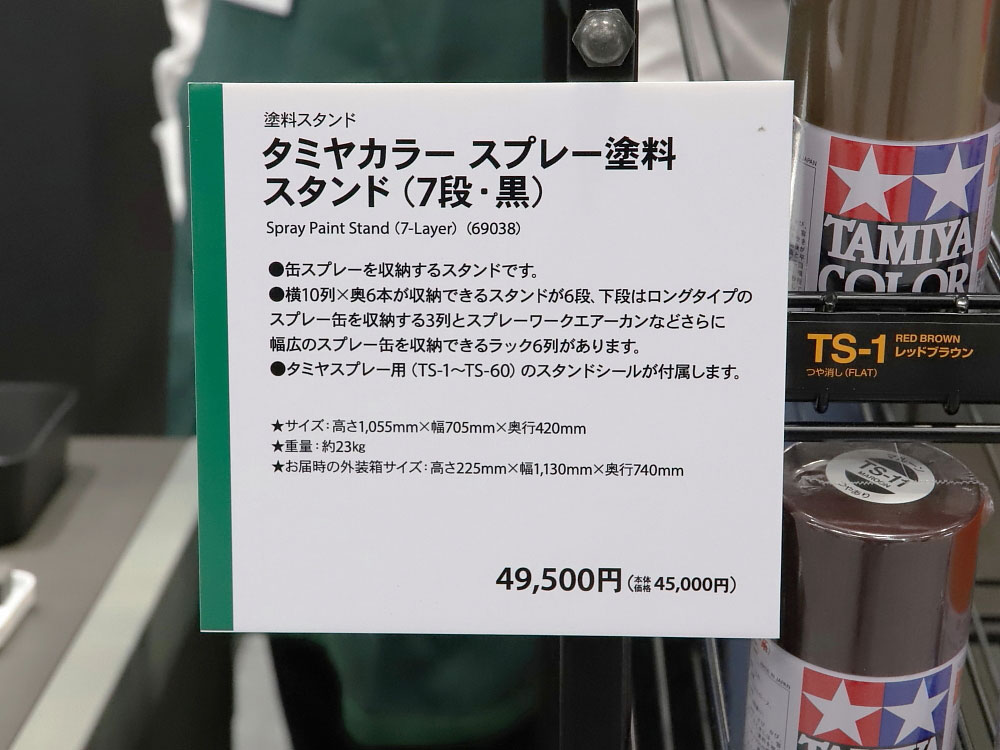 塗料スタンド
タミヤカラー スプレー塗料
スタンド（7段・黒）
Spray Paint Stand（7-Layer）（69038）
●缶スプレーを収納するスタンドです。
●横10列×奥6本が収納できるスタンドが6段、下段はロングタイプの
スプレー缶を収納する3列とスプレーワークエアーカンなどさらに
幅広のスプレー缶を収納できるラック6列があります。
●タミヤスプレー用（TS-1〜TS-60）のスタンドシールが付属します。
★サイズ：高さ1,055mm×幅705mm×奥行420mm
★重量：約23kg
★お届時の外装箱サイズ：高さ225mm×幅1,130mm×奥行740mm
49,500円（本体価格 45,000円）
TAMIYA
COLOR
TS-1
RED BROWN
レッドブラウン
つや消し（FLAT）
TS-11
MAROON